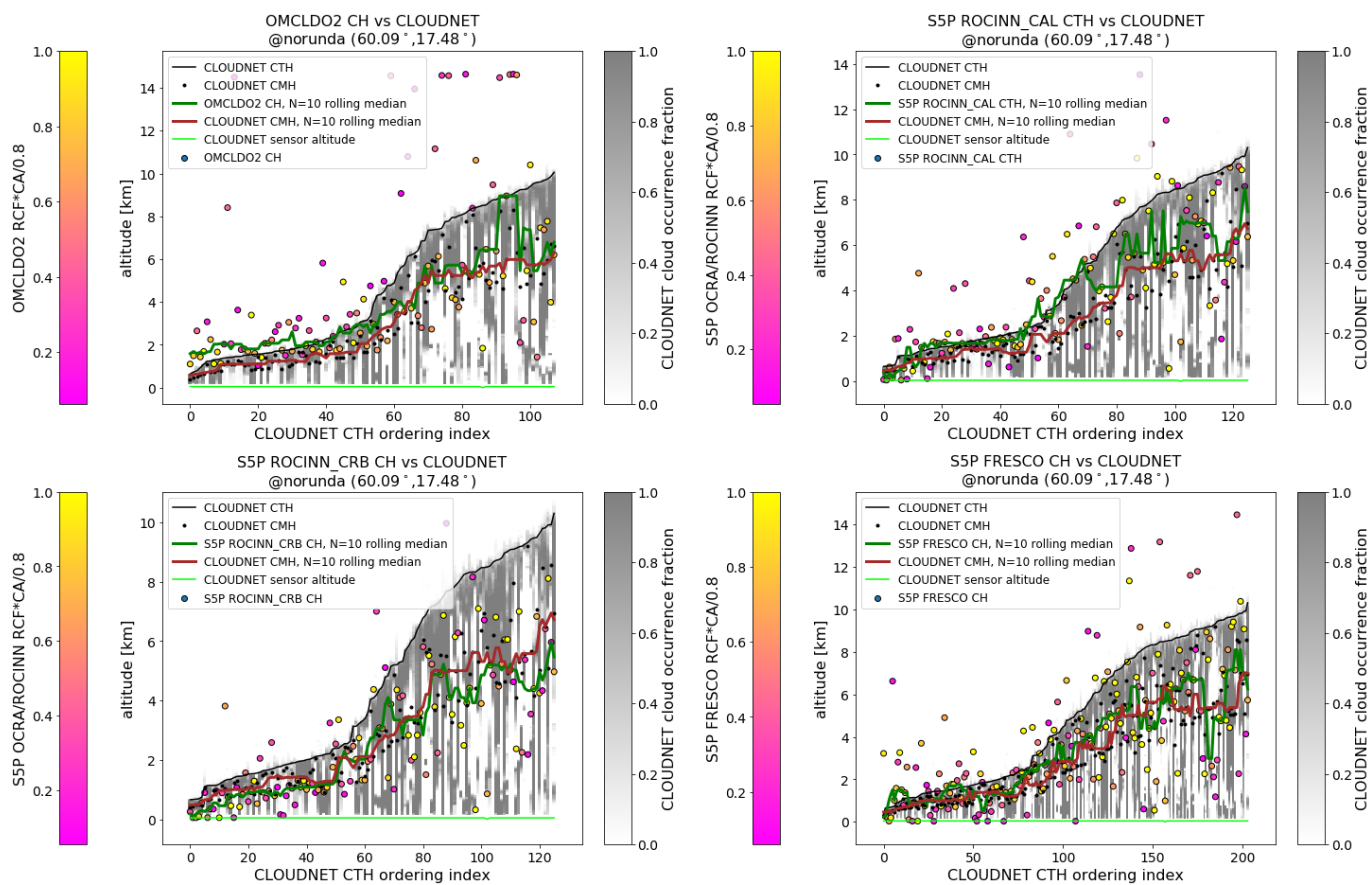 OMCLDO2 CH vs CLOUDNET
@norunda (60.09°,17.48°)
1.0
0.8
0.6
0.4
0.2
OMCLDO2 RCF*CA/0.8
14
12
10
8
6
4
2
0
altitude [km]
CLOUDNET CTH
CLOUDNET CMH
OMCLDO2 CH, N=10 rolling median
CLOUDNET CMH, N=10 rolling median
CLOUDNET sensor altitude
OMCLDO2 CH
0 20 40 60 80 100
CLOUDNET CTH ordering index
1.0
0.8
0.6
0.4
0.2
0.0
CLOUDNET cloud occurrence fraction
S5P ROCINN_CAL CTH vs CLOUDNET
@norunda (60.09°,17.48°)
1.0
0.8
0.6
0.4
0.2
S5P OCRA/ROCINN RCF*CA/0.8
14
12
10
8
6
4
2
0
altitude [km]
CLOUDNET CTH
CLOUDNET CMH
S5P ROCINN_CAL CTH, N=10 rolling median
CLOUDNET CMH, N=10 rolling median
CLOUDNET sensor altitude
S5P ROCINN_CAL CTH
0 20 40 60 80 100 120
CLOUDNET CTH ordering index
1.0
0.8
0.6
0.4
0.2
0.0
CLOUDNET cloud occurrence fraction
S5P ROCINN_CRB CH vs CLOUDNET
@norunda (60.09°,17.48°)
1.0
0.8
0.6
0.4
0.2
S5P OCRA/ROCINN RCF*CA/0.8
10
8
6
4
2
0
altitude [km]
CLOUDNET CTH
CLOUDNET CMH
S5P ROCINN_CRB CH, N=10 rolling median
CLOUDNET CMH, N=10 rolling median
CLOUDNET sensor altitude
S5P ROCINN_CRB CH
0 20 40 60 80 100 120
CLOUDNET CTH ordering index
1.0
0.8
0.6
0.4
0.2
0.0
CLOUDNET cloud occurrence fraction
S5P FRESCO CH vs CLOUDNET
@norunda (60.09°,17.48°)
1.0
0.8
0.6
0.4
0.2
S5P FRESCO RCF*CA/0.8
14
12
10
8
6
4
2
0
altitude [km]
CLOUDNET CTH
CLOUDNET CMH
S5P FRESCO CH, N=10 rolling median
CLOUDNET CMH, N=10 rolling median
CLOUDNET sensor altitude
S5P FRESCO CH
0 50 100 150 200
CLOUDNET CTH ordering index
1.0
0.8
0.6
0.4
0.2
0.0
CLOUDNET cloud occurrence fraction